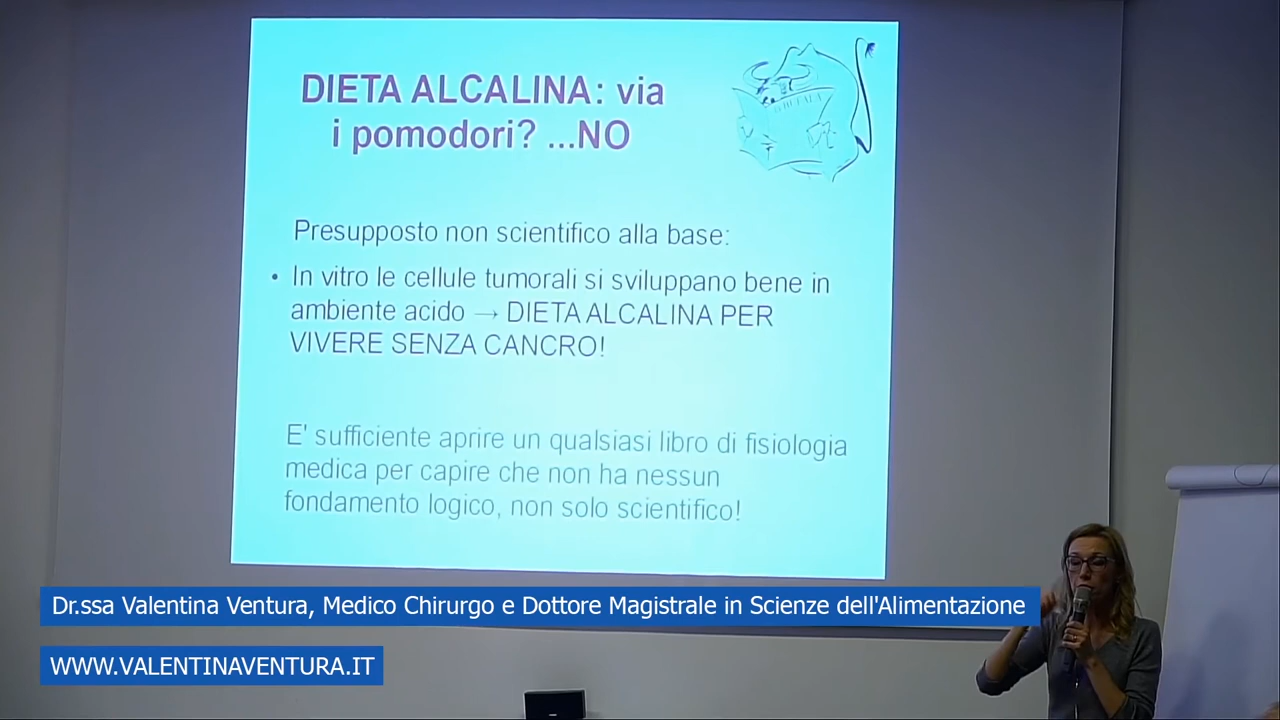 DIETA ALCALINA: via
i pomodori? ...NO
Presupposto non scientifico alla base:
• In vitro le cellule tumorali si sviluppano bene in
ambiente acido → DIETA ALCALINA PER
VIVERE SENZA CANCRO!
E' sufficiente aprire un qualsiasi libro di fisiologia
medica per capire che non ha nessun
fondamento logico, non solo scientifico!
Dr.ssa Valentina Ventura, Medico Chirurgo e Dottore Magistrale in Scienze dell'Alimentazione
WWW.VALENTINAVENTURA.IT